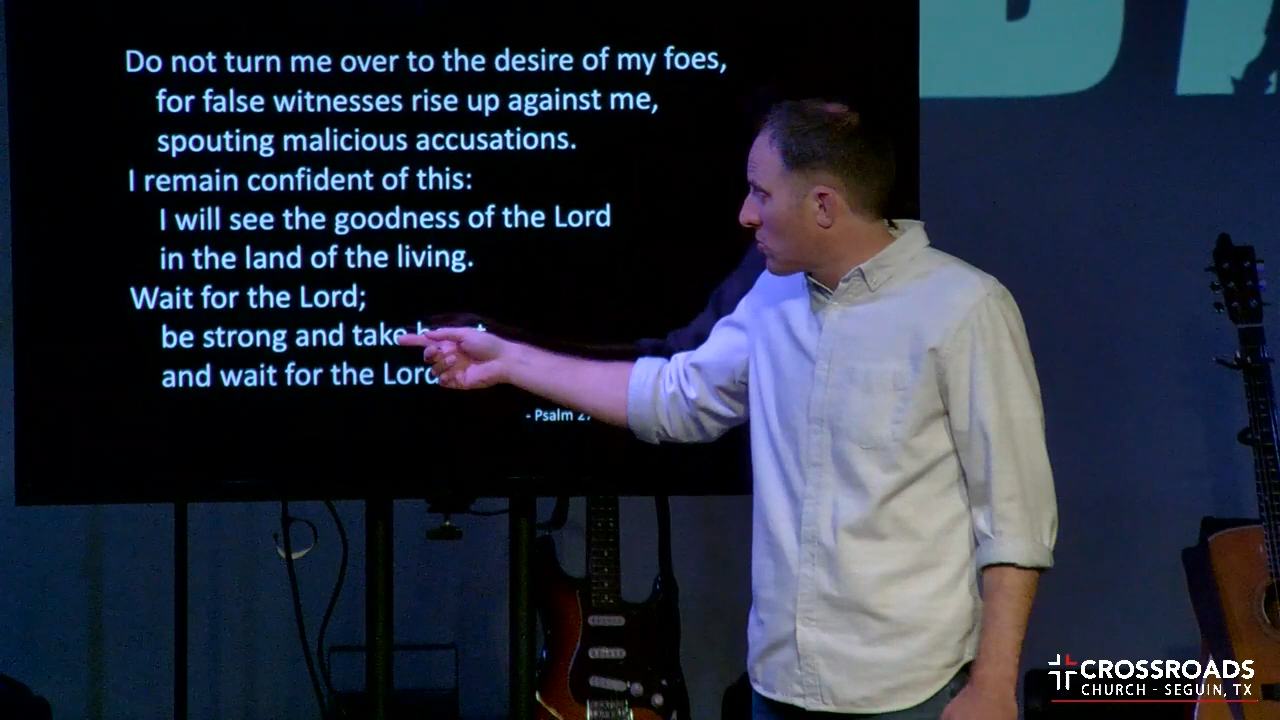 Do not turn me over to the desire of my foes,
for false witnesses rise up against me,
spouting malicious accusations.
I remain confident of this:
I will see the goodness of the Lord
in the land of the living.
Wait for the Lord;
be strong and take
and wait for the Lord
- Psalm
CROSSROADS
CHURCH - SEGUIN, TX